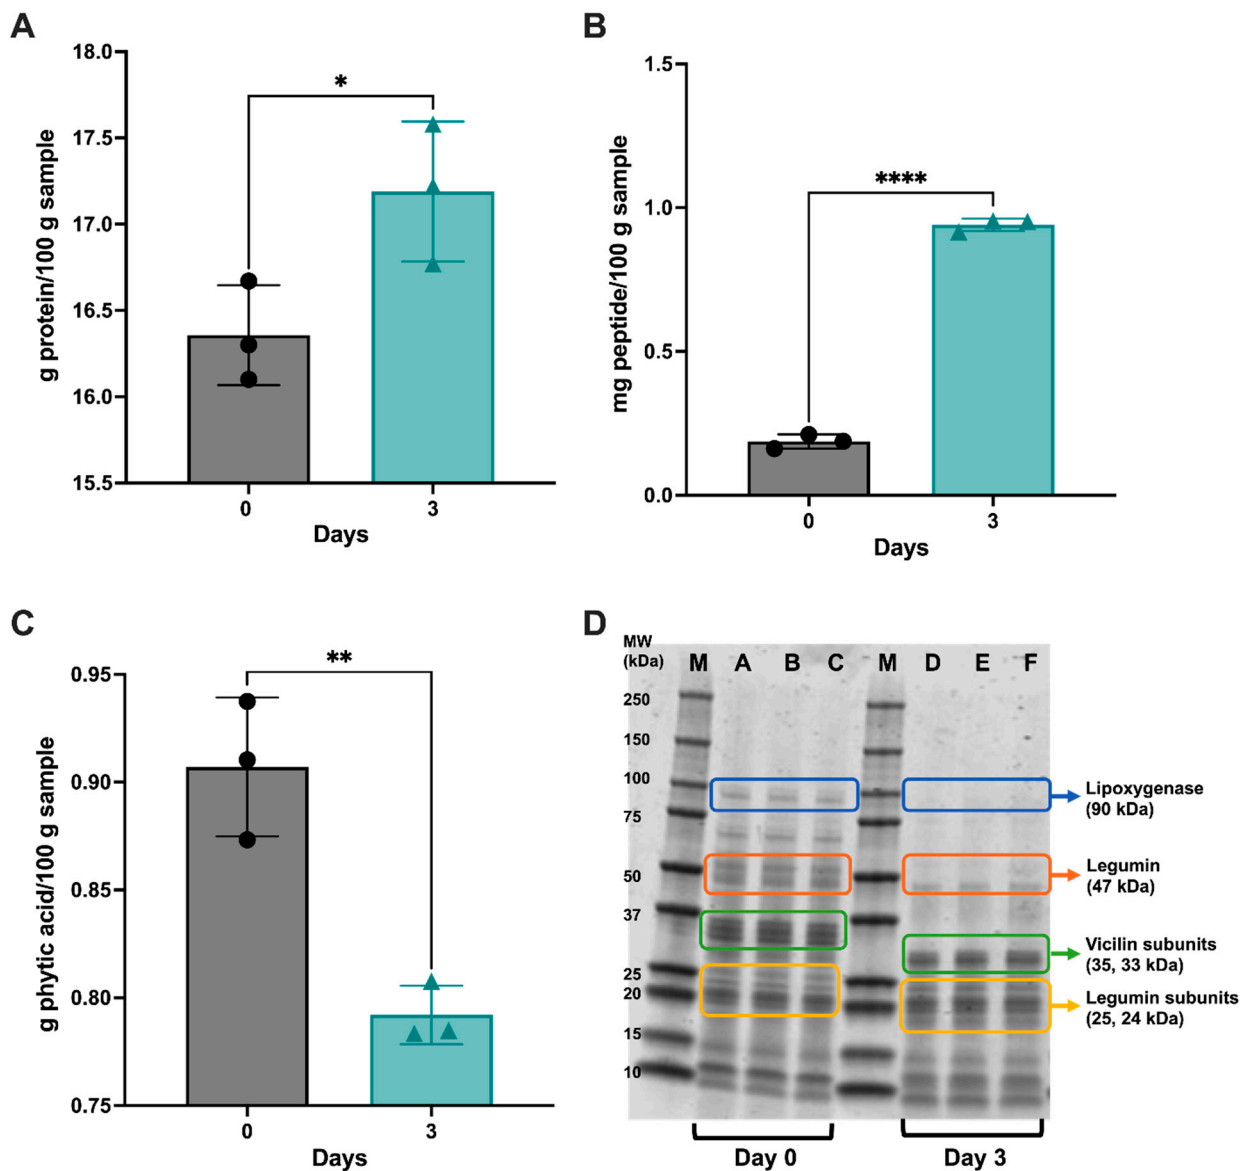 A
18.0
17.5
17.0
16.5
16.0
15.5
g protein/100 g sample
*
0
3
Days
B
1.5
1.0
0.5
0.0
mg peptide/100 g sample
****
0
3
Days
C
0.95
0.90
0.85
0.80
0.75
g phytic acid/100 g sample
**
0
3
Days
D
MW
(kDa)
M A B C M D E F
250
150
100
75
50
37
25
20
15
10
Lipoxygenase
(90 kDa)
Legumin
(47 kDa)
Vicilin subunits
(35, 33 kDa)
Legumin subunits
(25, 24 kDa)
Day 0
Day 3